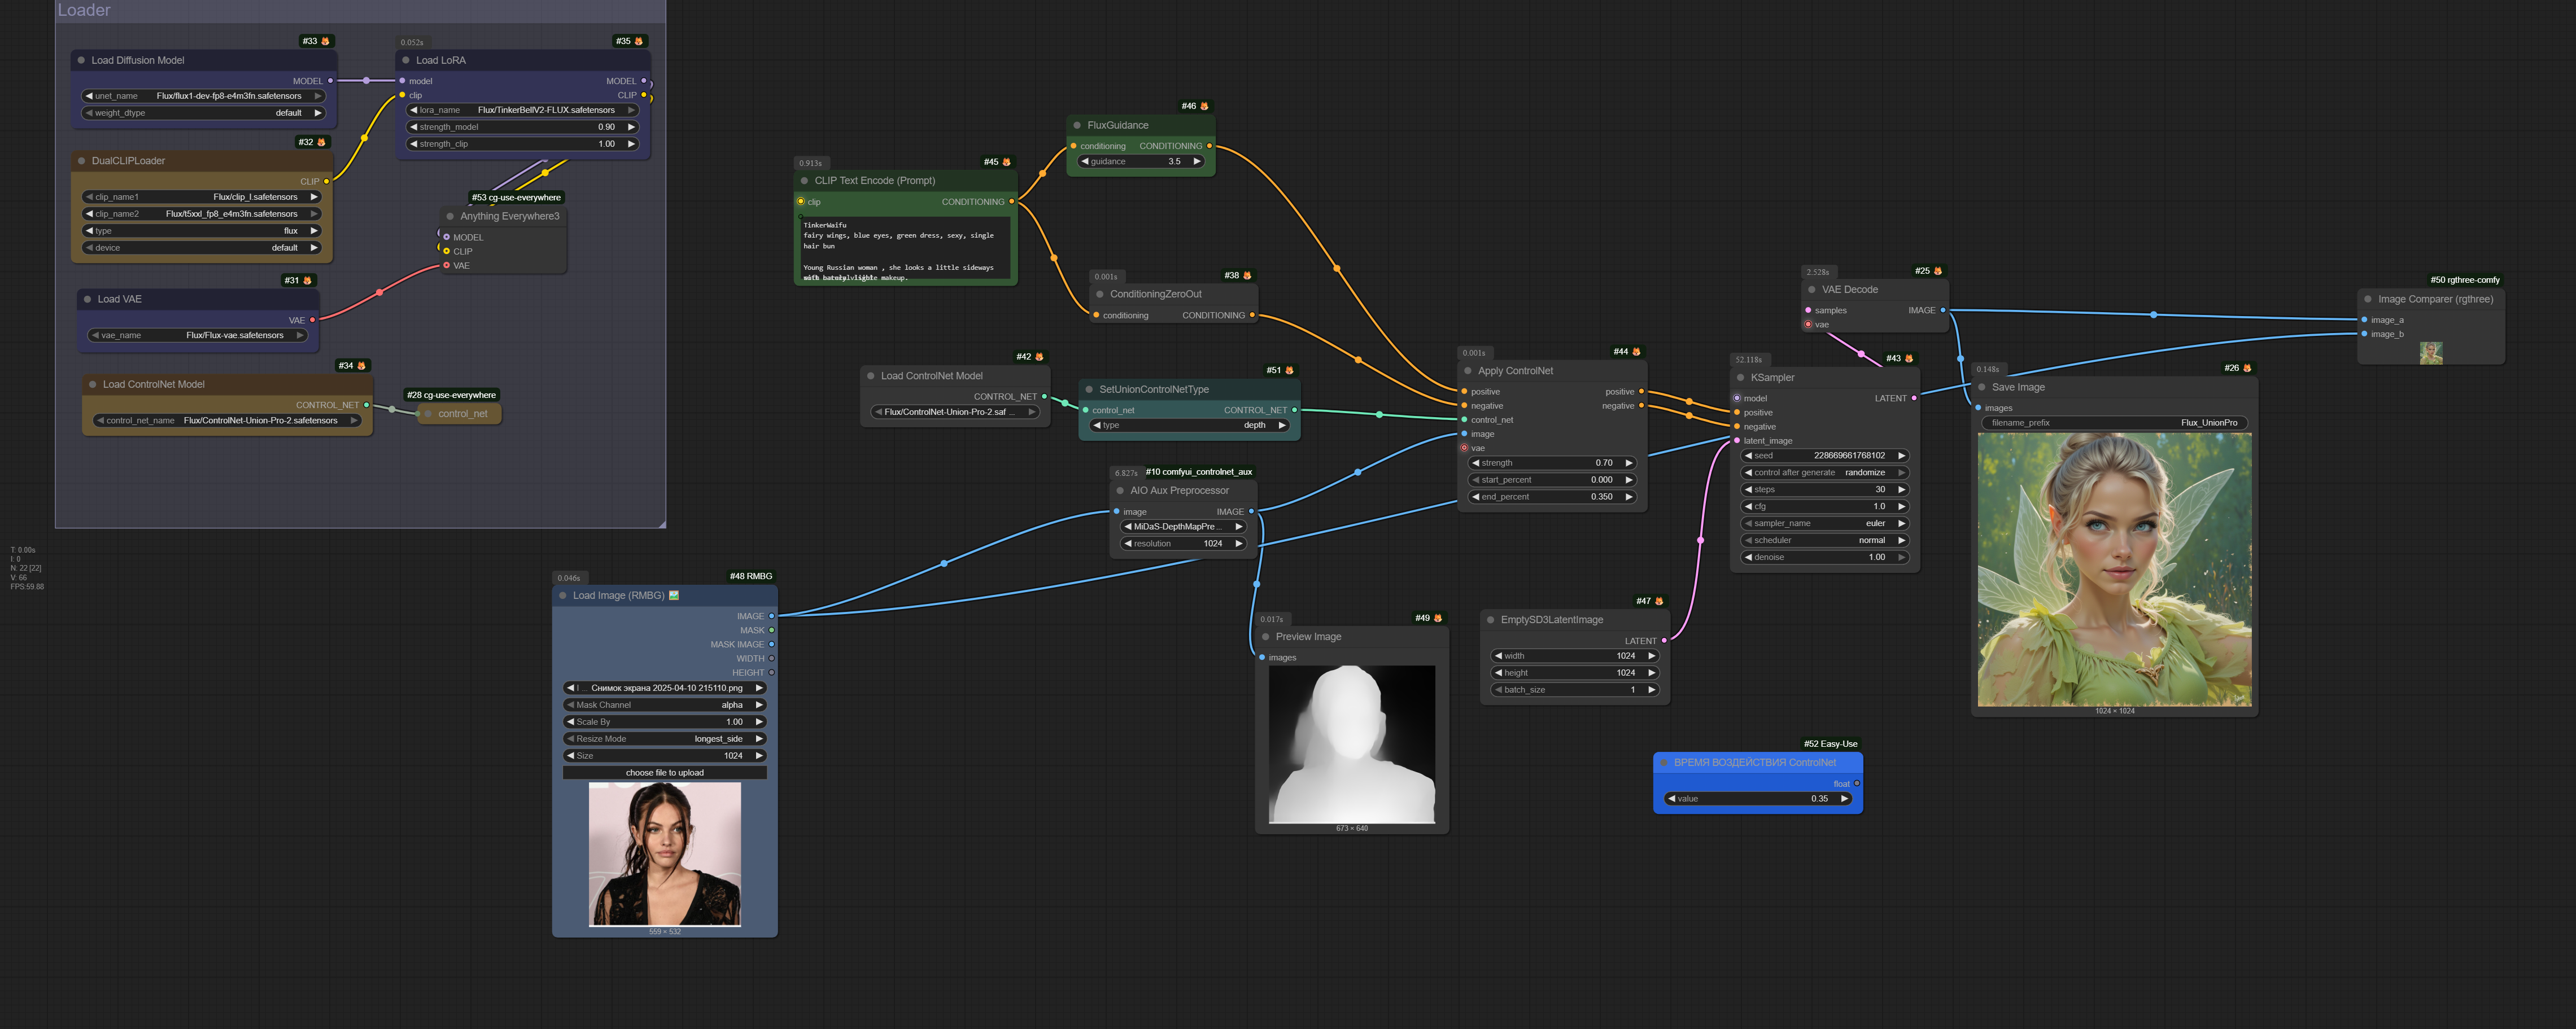 Loader
#33
Load Diffusion Model
MODEL
unet_name Flux/flux1-dev-fp8-e4m3fn.safetensors
weight_dtype default
0.052s
#35
Load LoRA
model MODEL
clip CLIP
lora_name Flux/TinkerBellV2-FLUX.safetensors
strength_model 0.90
strength_clip 1.00
#32
DualCLIPLoader
CLIP
clip_name1 Flux/clip_l.safetensors
clip_name2 Flux/t5xxl_fp8_e4m3fn.safetensors
type flux
device default
#53 cg-use-everywhere
Anything Everywhere3
MODEL
CLIP
VAE
#31
Load VAE
VAE
vae_name Flux/Flux-vae.safetensors
#34
Load ControlNet Model
CONTROL_NET
control_net_name Flux/ControlNet-Union-Pro-2.safetensors
#28 cg-use-everywhere
control_net
T: 0.00s
I: 0
N: 22 [22]
V: 66
FPS:59.88
0.913s
#45
CLIP Text Encode (Prompt)
clip CONDITIONING
TinkerWaifu
fairy wings, blue eyes, green dress, sexy, single
hair bun
Young Russian woman , she looks a little sideways
makeup.
#46
FluxGuidance
conditioning CONDITIONING
guidance 3.5
0.001s
#38
ConditioningZeroOut
conditioning CONDITIONING
#42
Load ControlNet Model
CONTROL_NET
Flux/ControlNet-Union-Pro-2.saf ...
#51
SetUnionControlNetType
control_net CONTROL_NET
type depth
6.827s
#10 comfyui_controlnet_aux
AIO Aux Preprocessor
image IMAGE
MiDaS-DepthMapPre ...
resolution 1024
0.046s
#48 RMBG
Load Image (RMBG)
IMAGE
MASK
MASK IMAGE
WIDTH
HEIGHT
I ... Снимок экрана 2025-04-10 215110.png
Mask Channel alpha
Scale By 1.00
Resize Mode longest_side
Size 1024
choose file to upload
559 × 532
0.017s
#49
Preview Image
images
673 × 640
0.001s
#44
Apply ControlNet
positive positive
negative negative
control_net
image
vae
strength 0.70
start_percent 0.000
end_percent 0.350
#47
EmptySD3LatentImage
LATENT
width 1024
height 1024
batch_size 1
52.118s
#43
KSampler
model LATENT
positive
negative
latent_image
seed 228669661768102
control after generate randomize
steps 30
cfg 1.0
sampler_name euler
scheduler normal
denoise 1.00
#52 Easy-Use
ВРЕМЯ ВОЗДЕЙСТВИЯ ControlNet
float
value 0.35
2.528s
#25
VAE Decode
samples IMAGE
vae
0.148s
#26
Save Image
images
filename_prefix Flux_UnionPro
1024 × 1024
#50 rgthree-comfy
Image Comparer (rgthree)
image_a
image_b